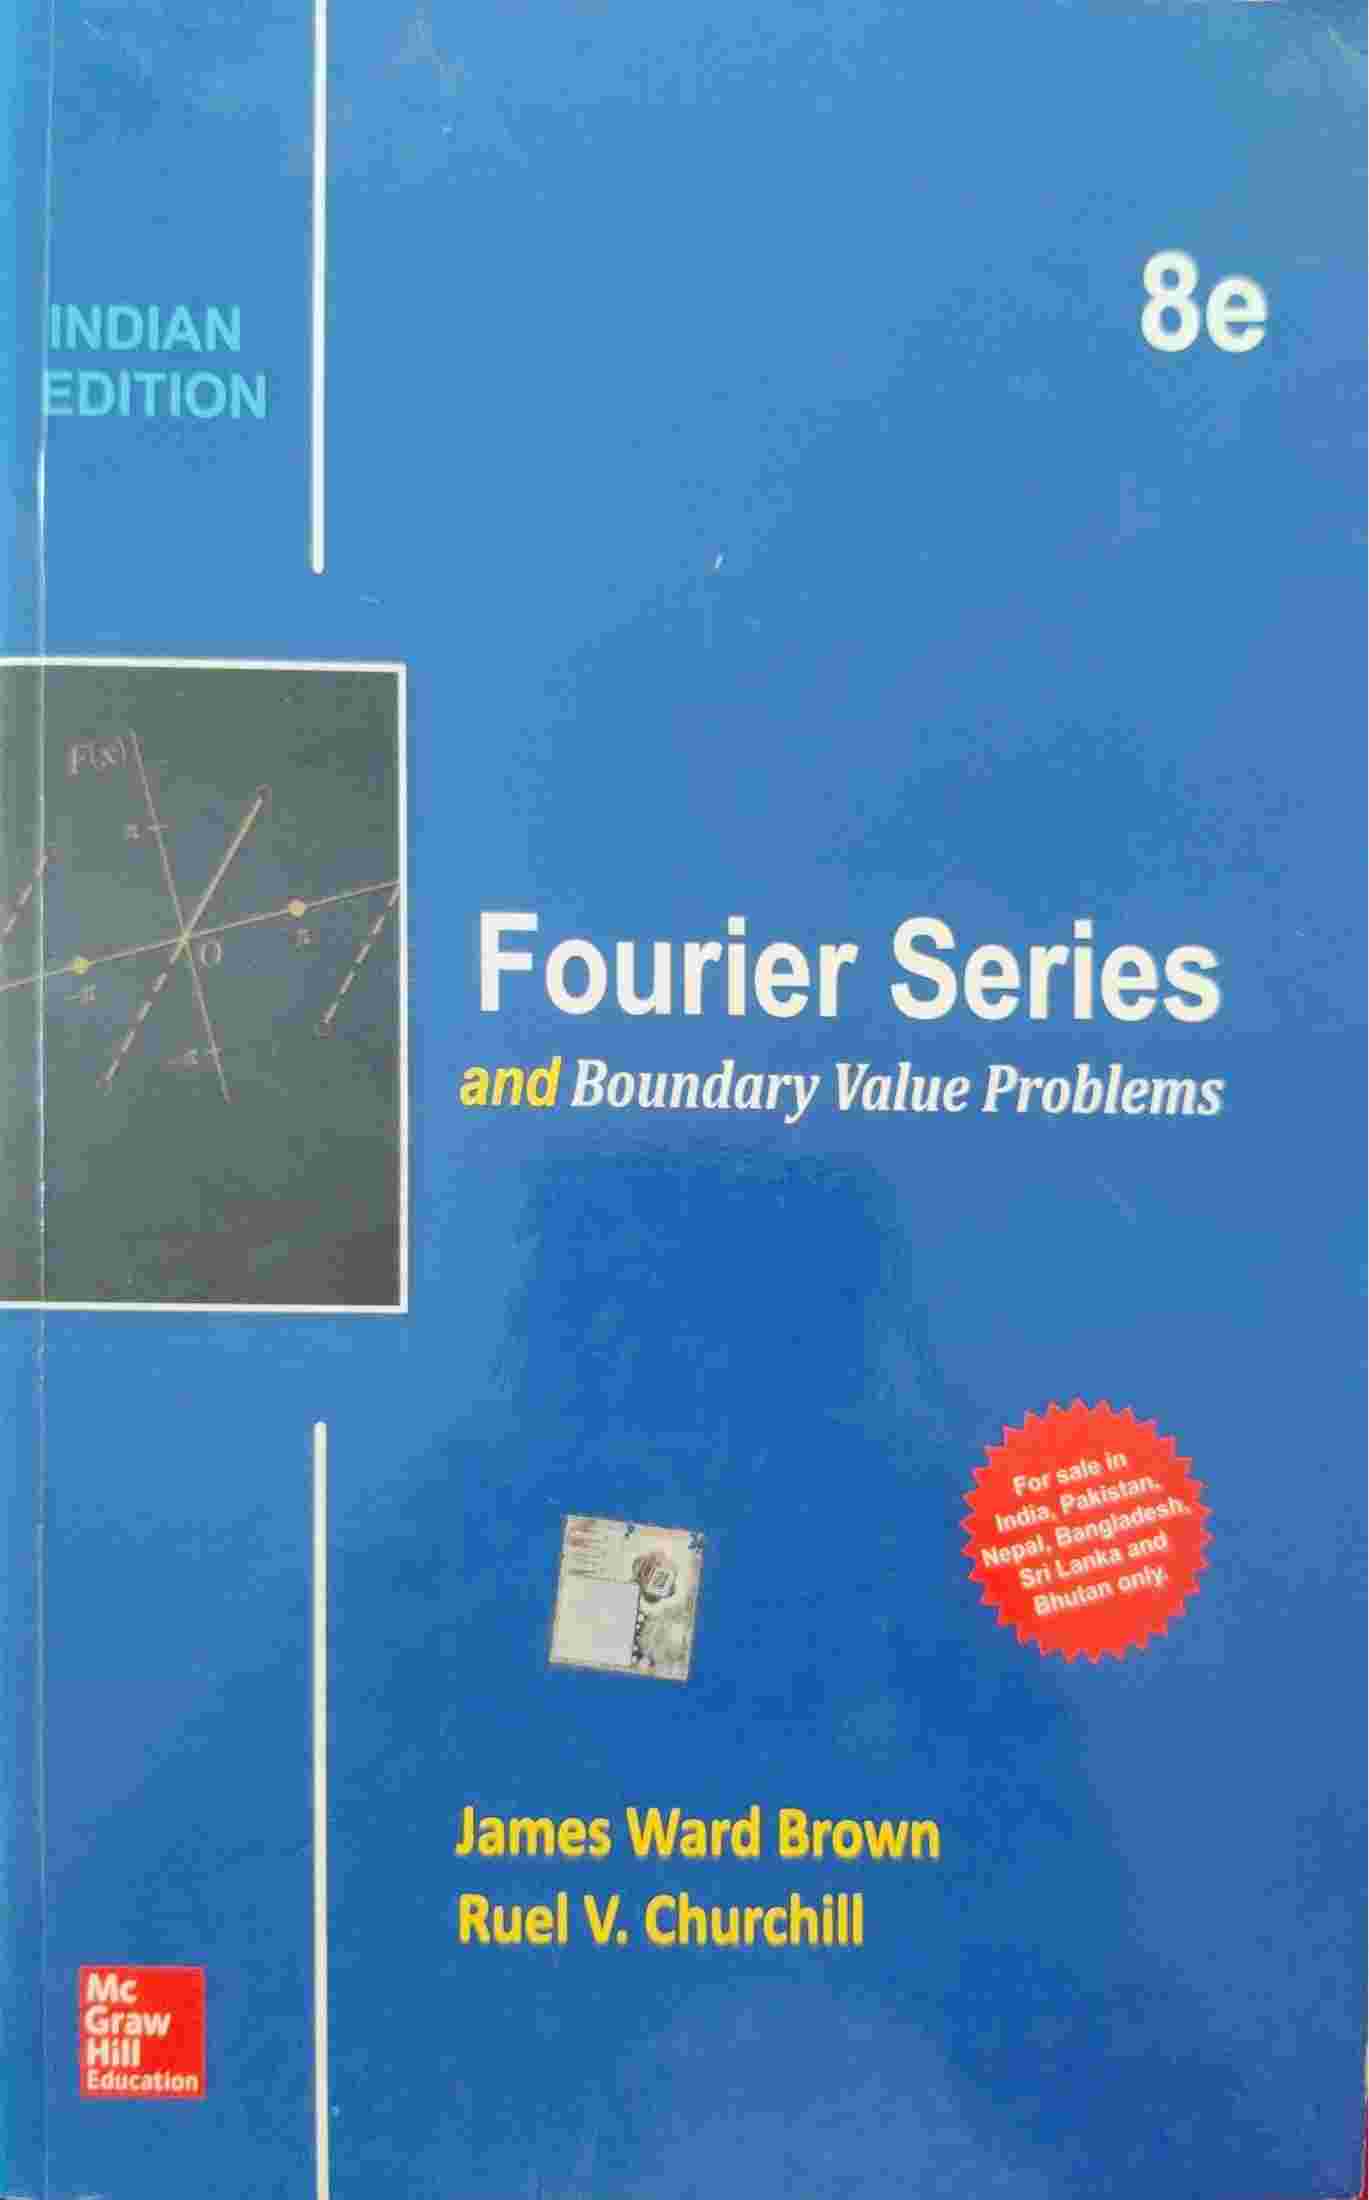 INDIAN
EDITION
8e
F(x)
π
O
π
-π
-π
Fourier Series
and Boundary Value Problems
For sale in
India, Pakistan,
Nepal, Bangladesh,
Sri Lanka and
Bhutan only.
James Ward Brown
Ruel V. Churchill
Mc
Graw
Hill
Education